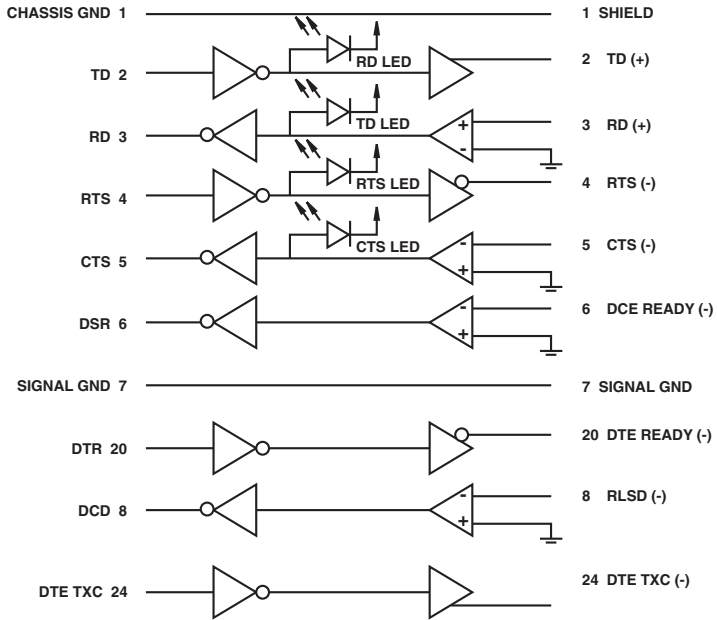 CHASSIS GND 1
1 SHIELD
RD LED
TD 2
2 TD (+)
TD LED
RD 3
+
-
3 RD (+)
RTS LED
RTS 4
4 RTS (-)
CTS LED
CTS 5
-
+
5 CTS (-)
DSR 6
-
+
6 DCE READY (-)
SIGNAL GND 7
7 SIGNAL GND
DTR 20
20 DTE READY (-)
DCD 8
-
+
8 RLSD (-)
DTE TXC 24
24 DTE TXC (-)